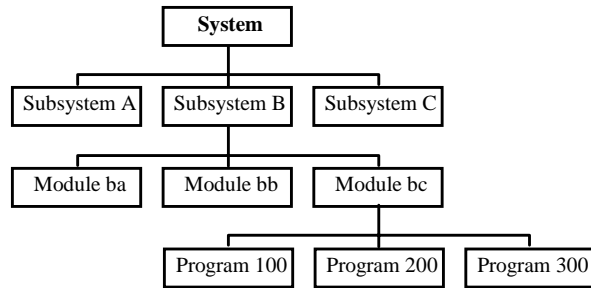 System
Subsystem A
Subsystem B
Subsystem C
Module ba
Module bb
Module bc
Program 100
Program 200
Program 300